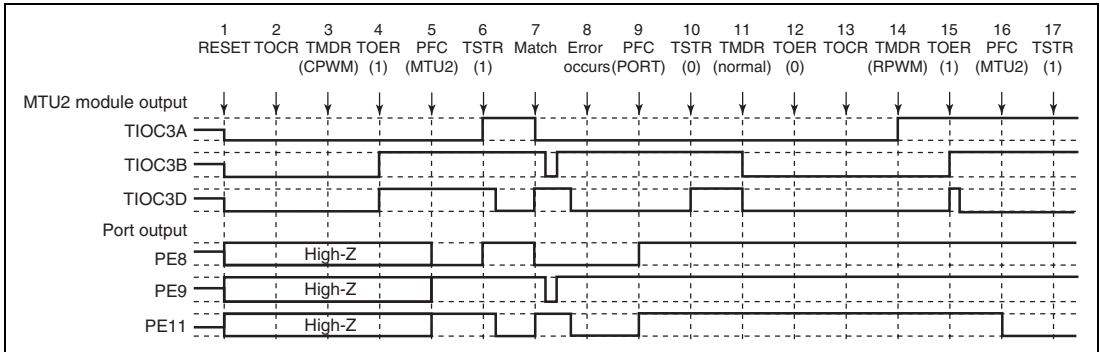 1 2 3 4 5 6 7 8 9 10 11 12 13 14 15 16 17
RESET TOCR TMDR TOER PFC TSTR Match Error PFC TSTR TMDR TOER TOCR TMDR TOER PFC TSTR
(CPWM) (1) (MTU2) (1) occurs (PORT) (0) (normal) (0) (RPWM) (1) (MTU2) (1)
MTU2 module output
TIOC3A
TIOC3B
TIOC3D
Port output
PE8 High-Z
PE9 High-Z
PE11 High-Z